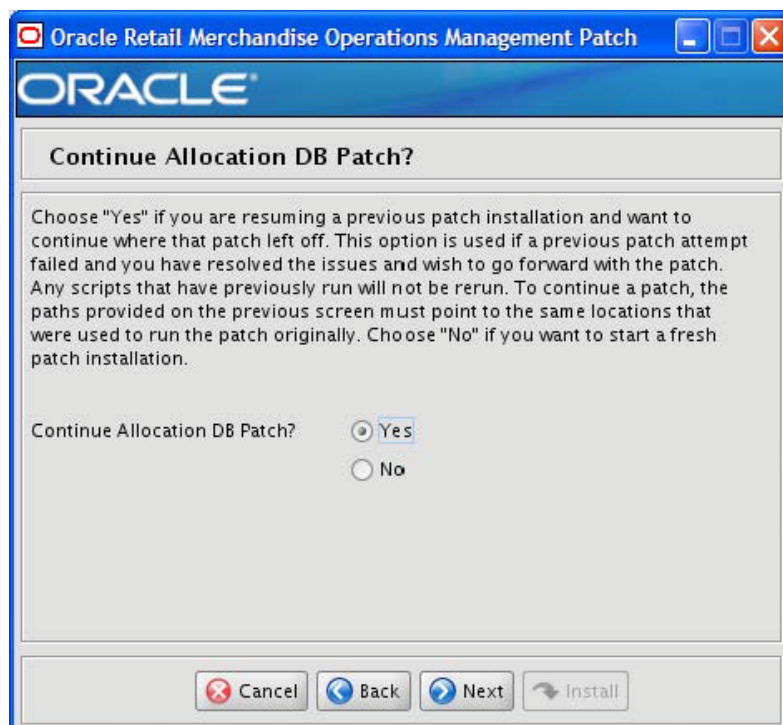 Oracle Retail Merchandise Operations Management Patch
ORACLE
Continue Allocation DB Patch?
Choose "Yes" if you are resuming a previous patch installation and want to
continue where that patch left off. This option is used if a previous patch attempt
failed and you have resolved the issues and wish to go forward with the patch.
Any scripts that have previously run will not be rerun. To continue a patch, the
paths provided on the previous screen must point to the same locations that
were used to run the patch originally. Choose "No" if you want to start a fresh
patch installation.
Continue Allocation DB Patch? Yes
No
Cancel Back Next Install